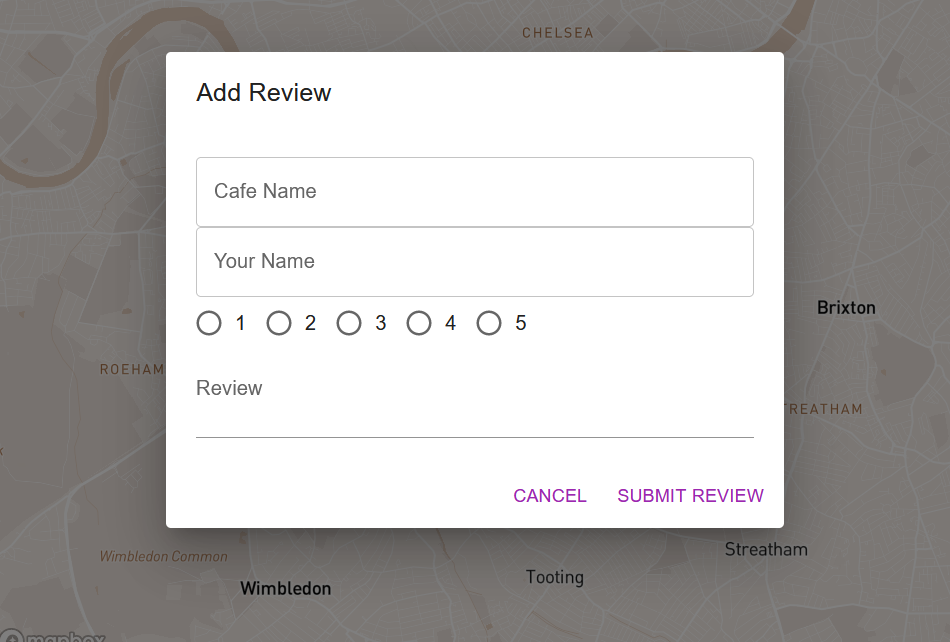 CHELSEA
Add Review
Cafe Name
Your Name
Brixton
1 2 3 4 5
ROEHAM
Review
TREATHAM
CANCEL SUBMIT REVIEW
Streatham
Wimbledon Common
Tooting
Wimbledon
mapbox